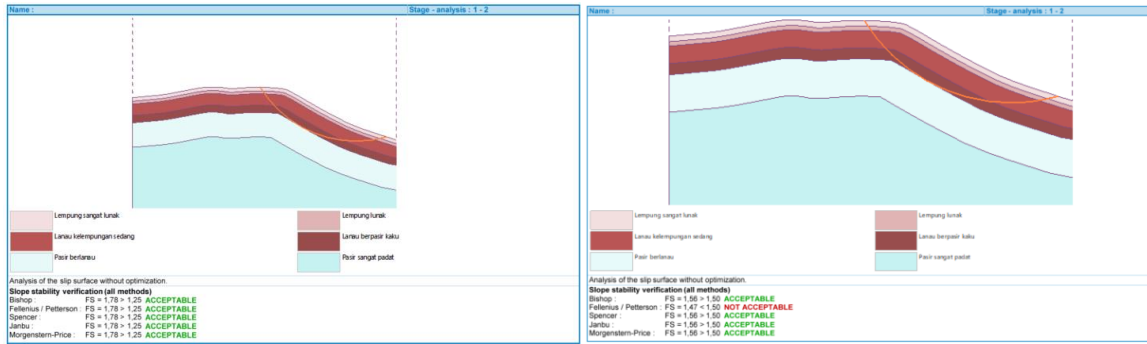 Name : Stage - analysis : 1 - 2
Lempung sangat lunak Lempung lunak
Lanau kelempungan sedang Lanau berpasir kaku
Pasir berlanau Pasir sangat padat
Analysis of the slip surface without optimization.
Slope stability verification (all methods)
Bishop : FS = 1,78 > 1,25 ACCEPTABLE
Fellenius / Petterson : FS = 1,78 > 1,25 ACCEPTABLE
Spencer : FS = 1,78 > 1,25 ACCEPTABLE
Janbu : FS = 1,78 > 1,25 ACCEPTABLE
Morgenstern-Price : FS = 1,78 > 1,25 ACCEPTABLE
Name : Stage - analysis : 1 - 2
Lempung sangat lunak Lempung lunak
Lanau kelempungan sedang Lanau berpasir kaku
Pasir berlanau Pasir sangat padat
Analysis of the slip surface without optimization.
Slope stability verification (all methods)
Bishop : FS = 1,56 > 1,50 ACCEPTABLE
Fellenius / Petterson : FS = 1,47 < 1,50 NOT ACCEPTABLE
Spencer : FS = 1,56 > 1,50 ACCEPTABLE
Janbu : FS = 1,56 > 1,50 ACCEPTABLE
Morgenstern-Price : FS = 1,56 > 1,50 ACCEPTABLE